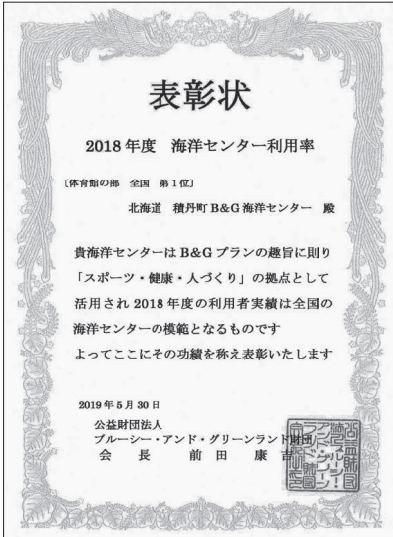 表彰状
2018年度 海洋センター利用率
〔体育館の部 全国 第1位〕
北海道 積丹町B&G海洋センター 殿
貴海洋センターはB&Gプランの趣旨に則り
「スポーツ・健康・人づくり」の拠点として
活用され2018年度の利用者実績は全国の
海洋センターの模範となるものです
よってここにその功績を称え表彰いたします
2019年5月30日
公益財団法人
ブルーシー・アンド・グリーンランド財団
会長 前田康吉